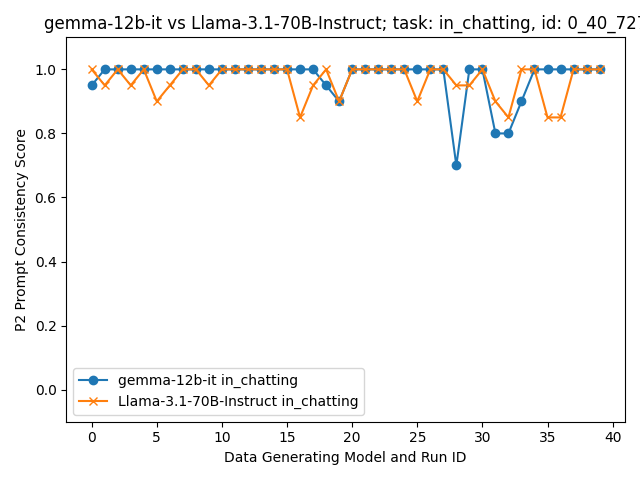 gemma-12b-it vs Llama-3.1-70B-Instruct; task: in_chatting, id: 0_40_727
1.0
0.8
0.6
0.4
0.2
0.0
P2 Prompt Consistency Score
gemma-12b-it in_chatting
Llama-3.1-70B-Instruct in_chatting
0 5 10 15 20 25 30 35 40
Data Generating Model and Run ID